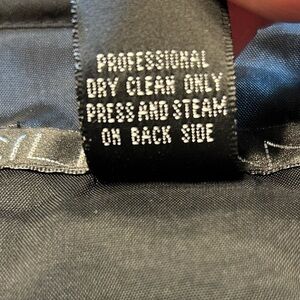 PROFESSIONAL
DRY CLEAN ONLY
PRESS AND STEAM
ON BACK SIDE